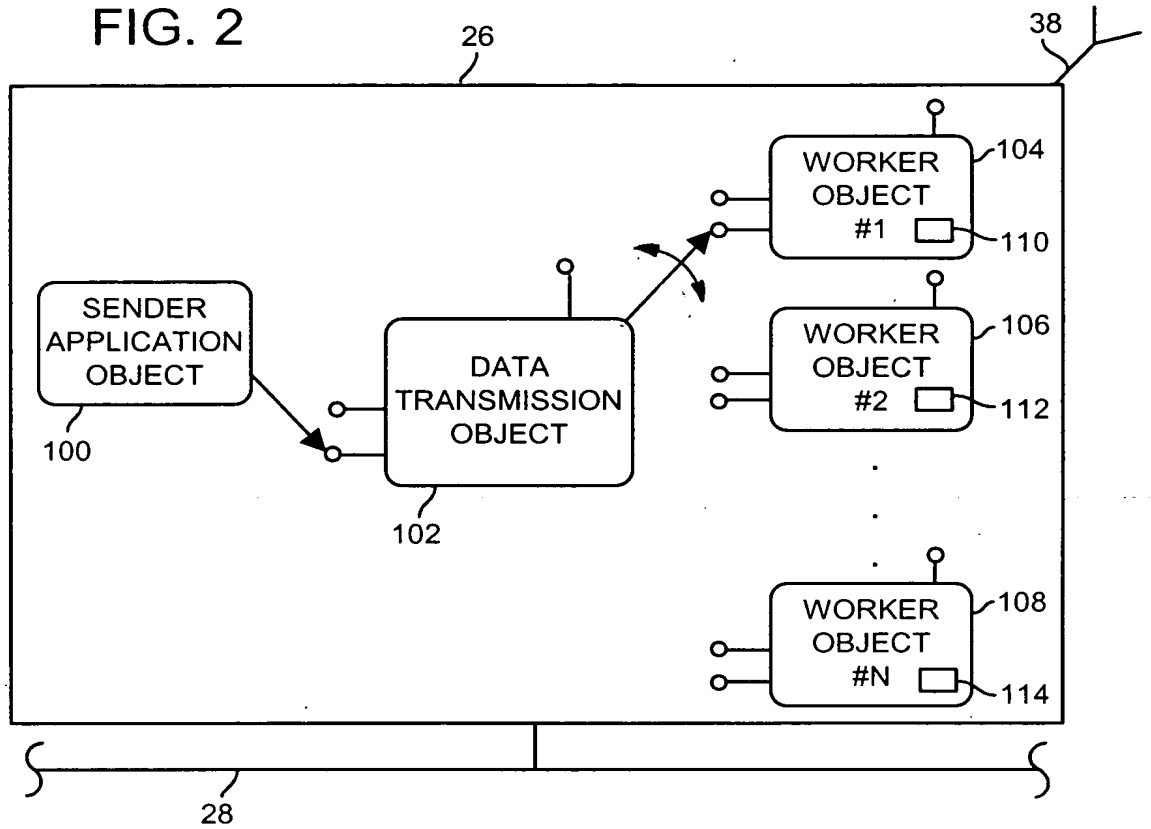 FIG. 2
26
38
WORKER
OBJECT
#1
104
110
SENDER
APPLICATION
OBJECT
100
DATA
TRANSMISSION
OBJECT
102
WORKER
OBJECT
#2
106
112
WORKER
OBJECT
#N
108
114
28